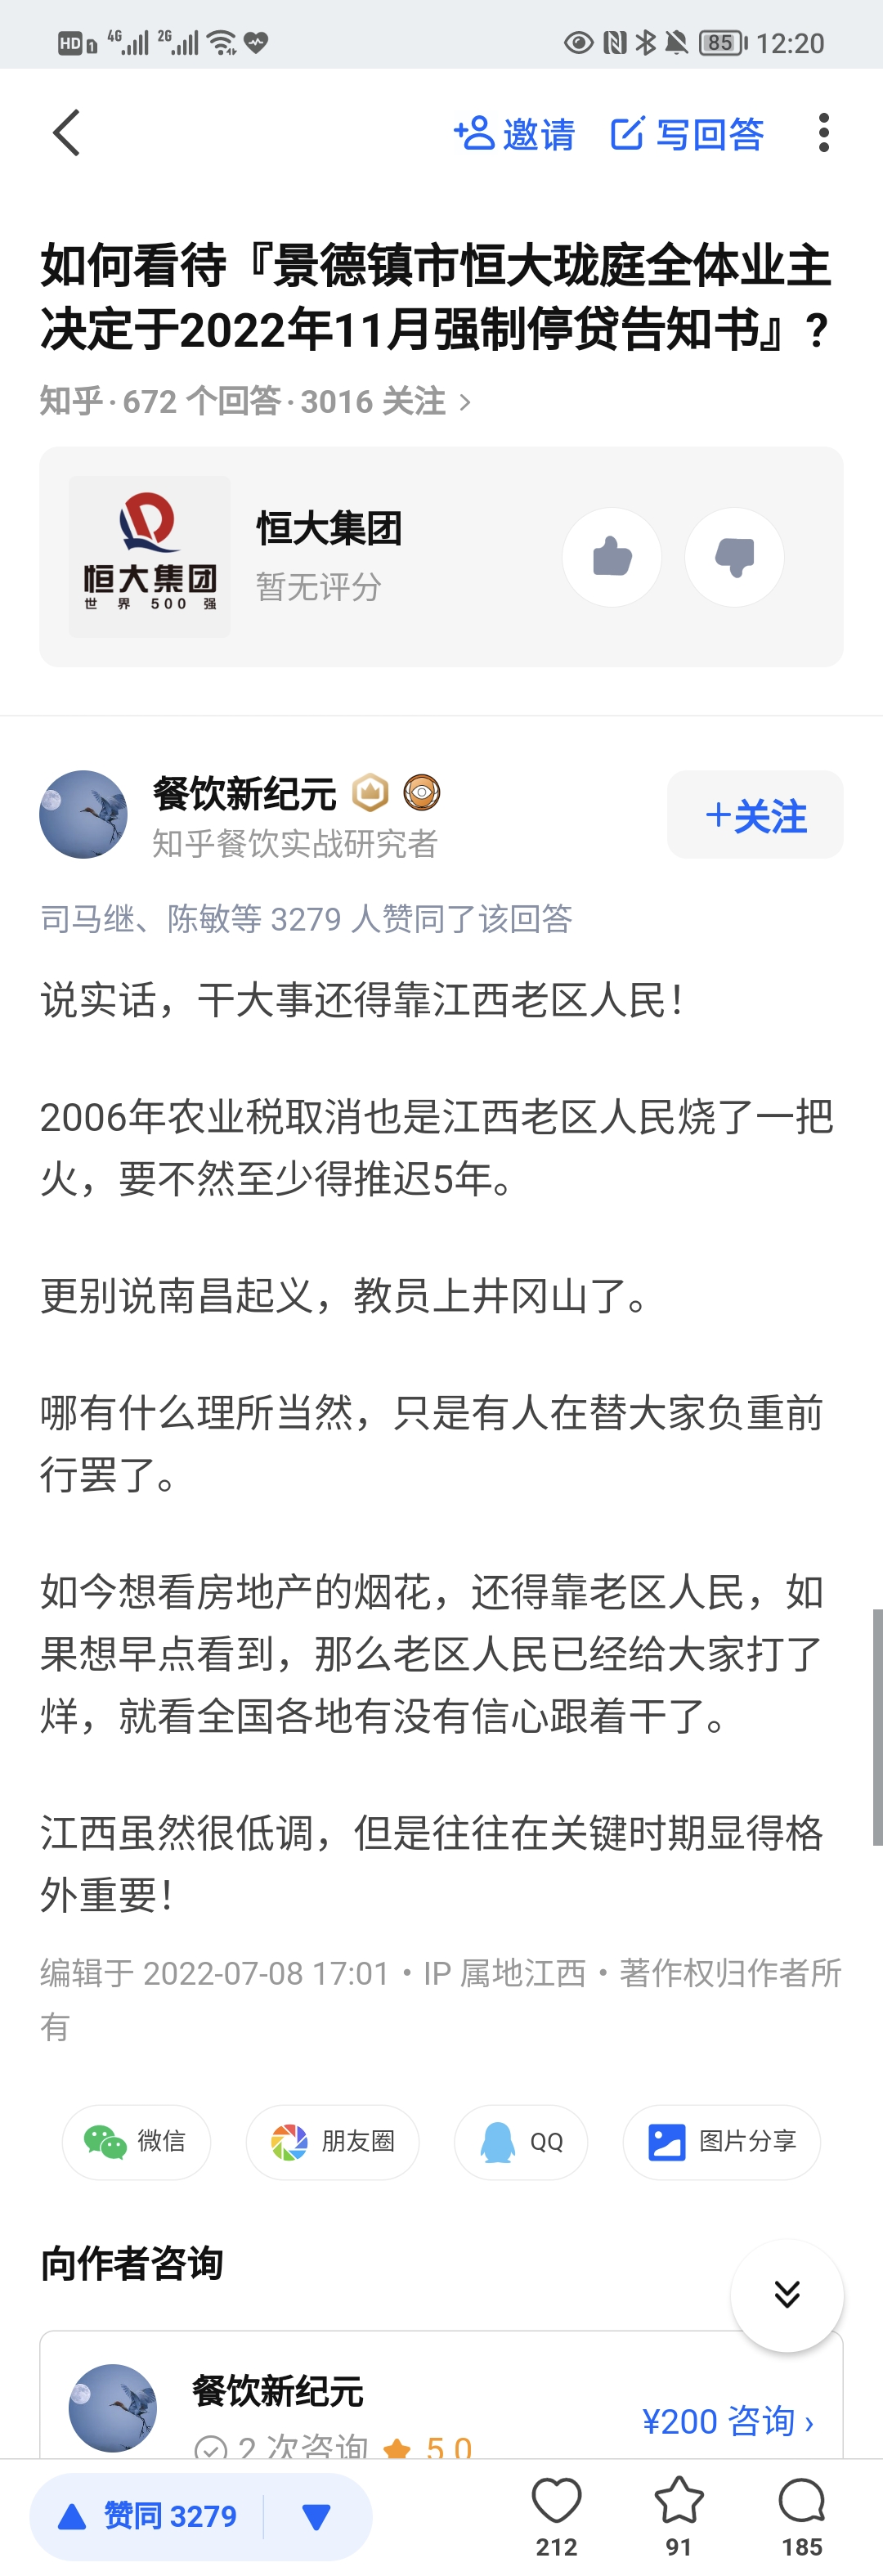 HD 1 4G 2G 85 12:20
邀请 写回答
如何看待『景德镇市恒大珑庭全体业主
决定于2022年11月强制停贷告知书』?
知乎·672 个回答·3016 关注 >
恒大集团
世界500强
恒大集团
暂无评分
餐饮新纪元
+关注
知乎餐饮实战研究者
司马继、陈敏等 3279 人赞同了该回答
说实话，干大事还得靠江西老区人民！
2006年农业税取消也是江西老区人民烧了一把
火，要不然至少得推迟5年。
更别说南昌起义，教员上井冈山了。
哪有什么理所当然，只是有人在替大家负重前
行罢了。
如今想看房地产的烟花，还得靠老区人民，如
果想早点看到，那么老区人民已经给大家打了
烊，就看全国各地有没有信心跟着干了。
江西虽然很低调，但是往往在关键时期显得格
外重要！
编辑于 2022-07-08 17:01・IP 属地江西・著作权归作者所
有
微信 朋友圈 QQ 图片分享
向作者咨询
餐饮新纪元
¥200 咨询 ›
2 次咨询 5.0
赞同 3279
212 91 185